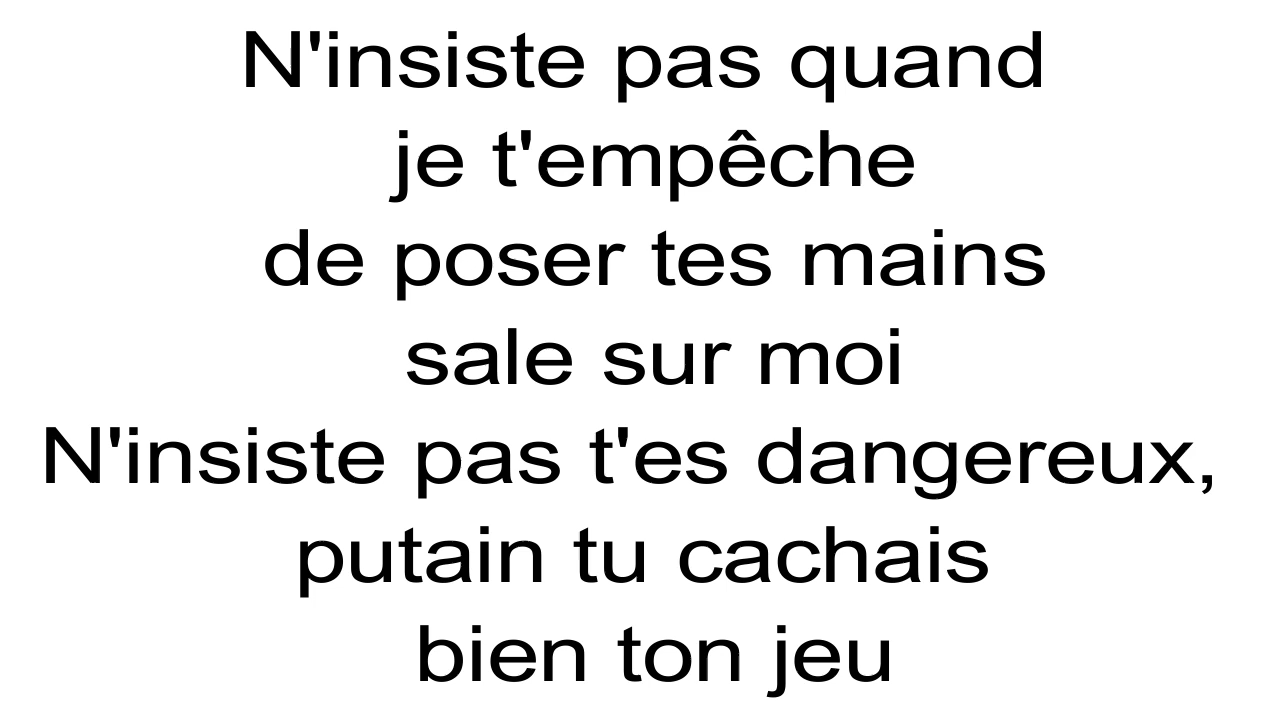 N'insiste pas quand
je t'empêche
de poser tes mains
sale sur moi
N'insiste pas t'es dangereux,
putain tu cachais
bien ton jeu